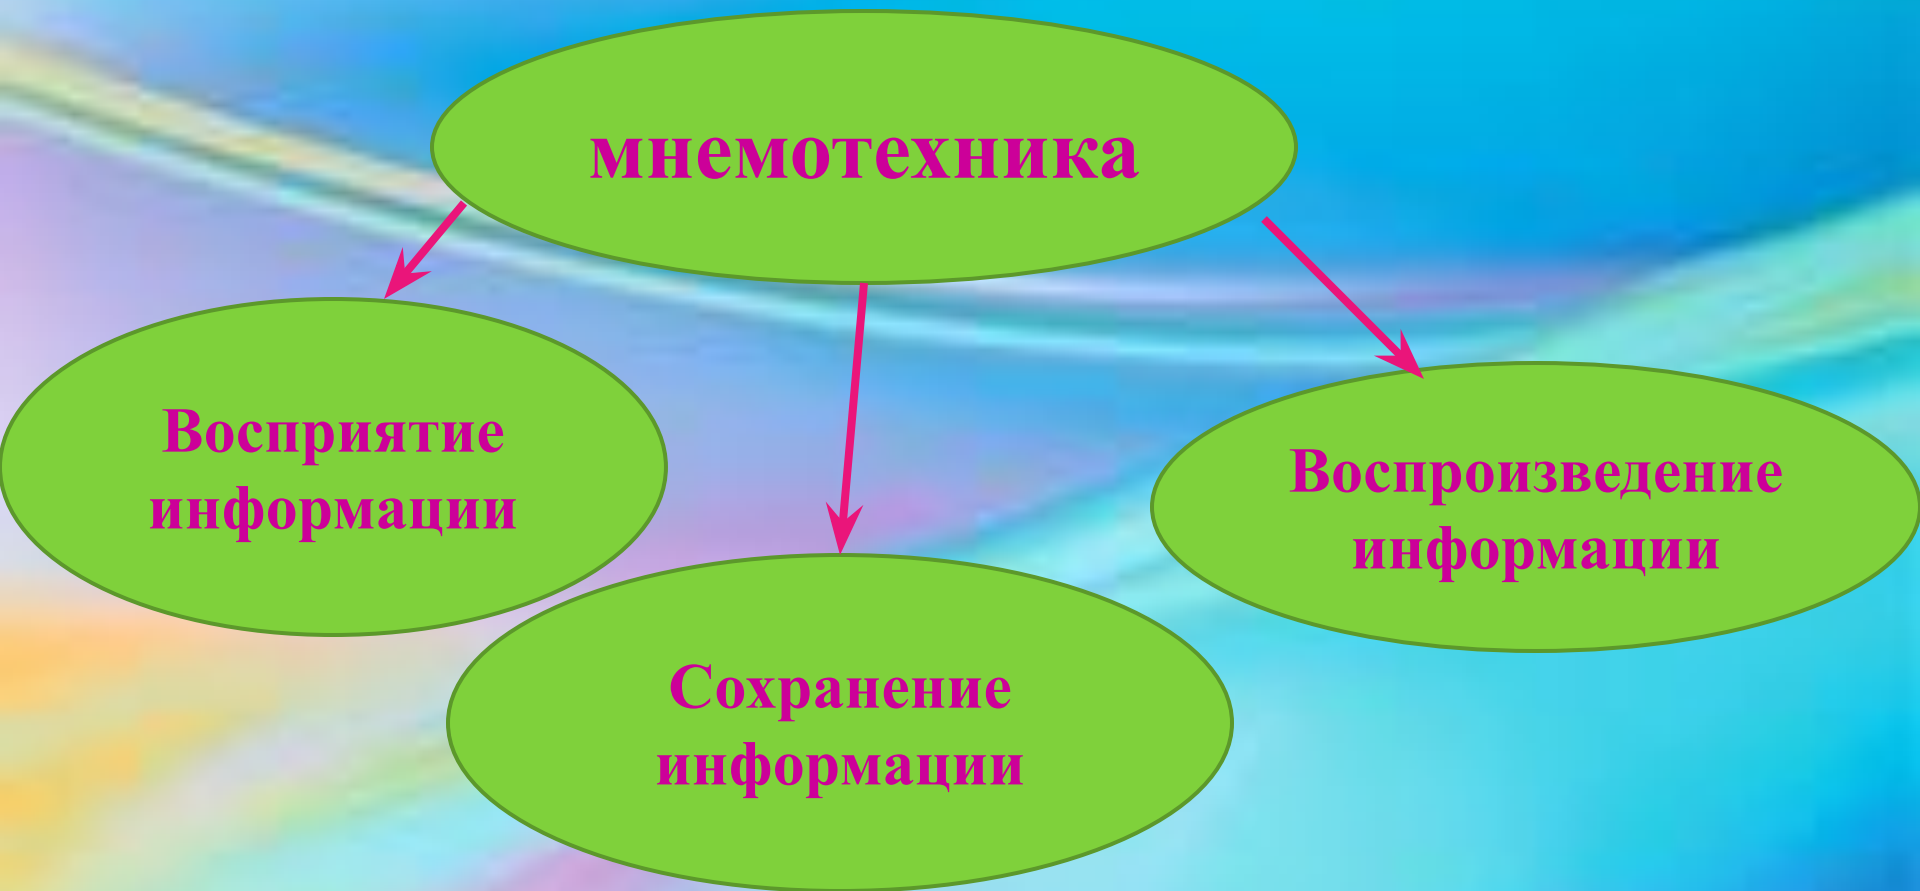 мнемотехника
Восприятие
информации
Сохранение
информации
Воспроизведение
информации